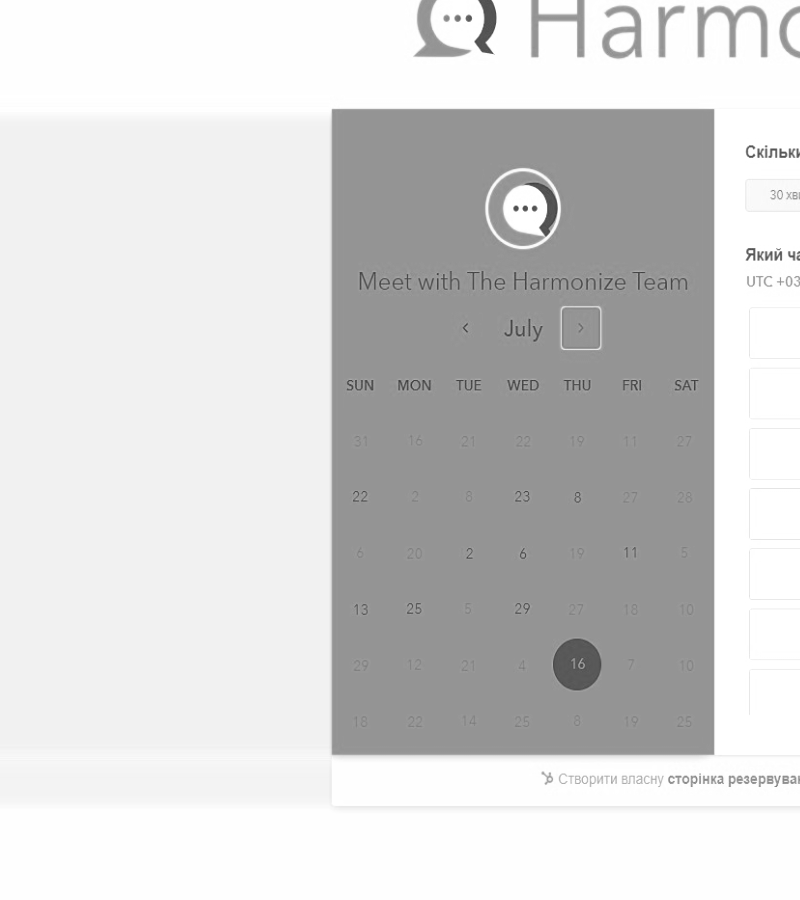 Harmo
Meet with The Harmonize Team
July
SUN MON TUE WED THU FRI SAT
31 16 21 22 19 11 27
22 2 8 23 8 27 28
6 20 2 6 19 11 5
13 25 5 29 27 18 10
29 12 21 4 16 7 10
18 22 14 25 8 19 25
Скільки
30 хви
Який ча
UTC +03
Створити власну сторінка резервуван